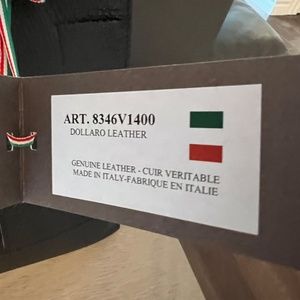 ART. 8346V1400
DOLLARO LEATHER
GENUINE LEATHER - CUIR VERITABLE
MADE IN ITALY-FABRIQUE EN ITALIE